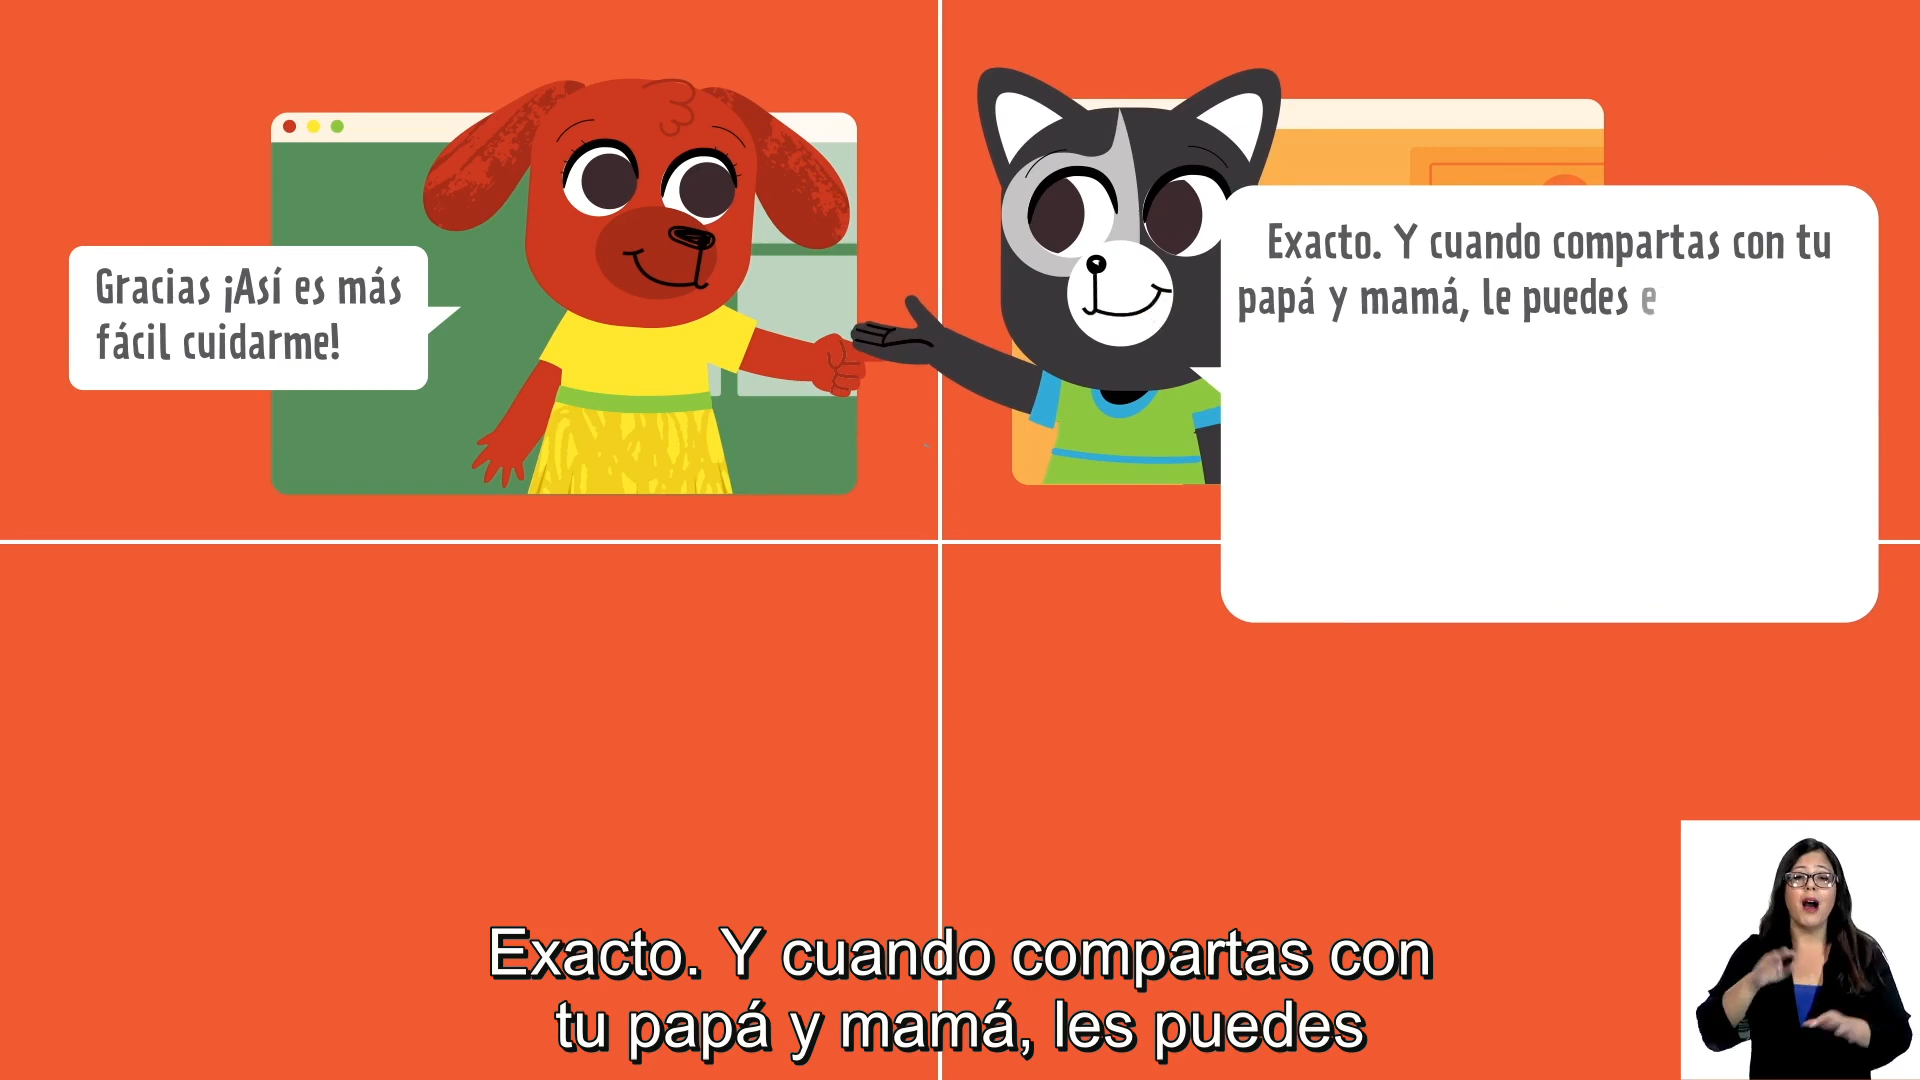 Gracias ¡Así es más
fácil cuidarme!
Exacto. Y cuando compartas con tu
papá y mamá, le puedes e
Exacto. Y cuando compartas con
tu papá y mamá, les puedes